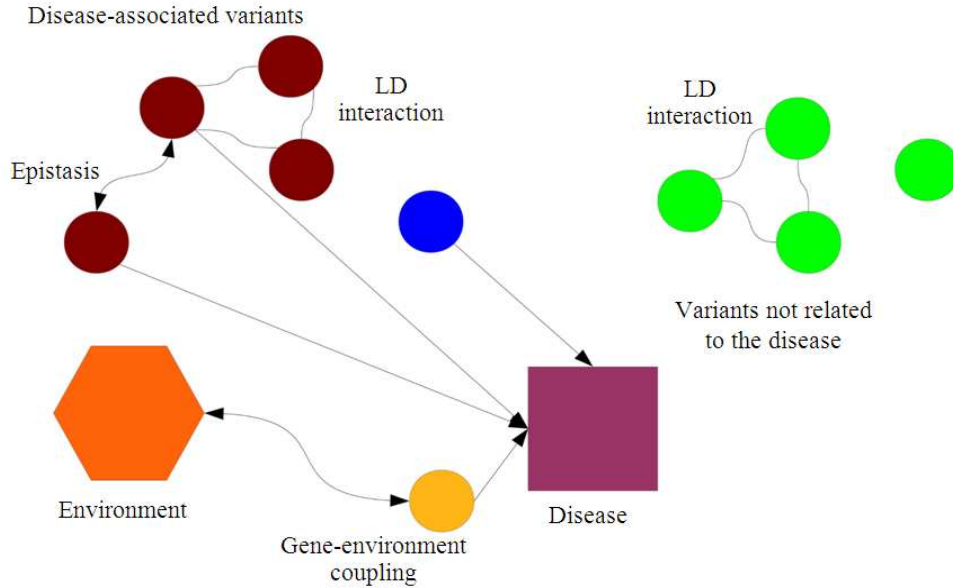 Disease-associated variants
LD
interaction
LD
interaction
Epistasis
Variants not related
to the disease
Environment
Disease
Gene-environment
coupling